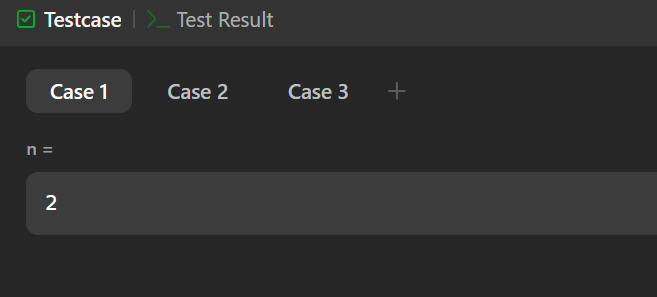 Testcase | Test Result
Case 1 Case 2 Case 3 +
n =
2